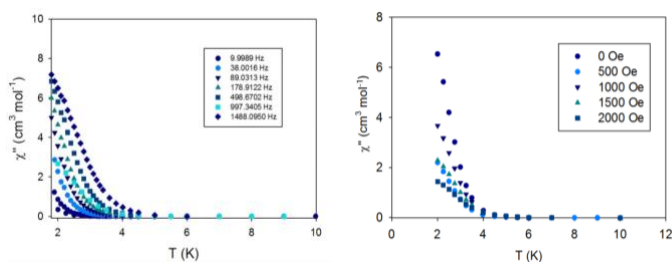 χ'' (cm³ mol⁻¹)
10
8
6
4
2
0
2
4
6
8
10
T (K)
9.9989 Hz
38.0016 Hz
89.0313 Hz
178.9122 Hz
498.6702 Hz
997.3405 Hz
1488.0950 Hz
χ'' (cm³ mol⁻¹)
8
6
4
2
0
0
2
4
6
8
10
12
T (K)
0 Oe
500 Oe
1000 Oe
1500 Oe
2000 Oe